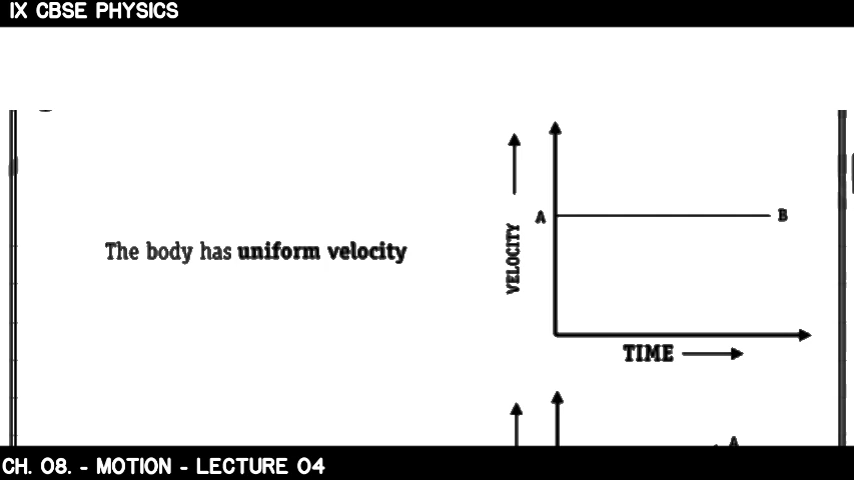 IX CBSE PHYSICS
A
B
VELOCITY
The body has uniform velocity
TIME
A
CH. 08. - MOTION - LECTURE 04